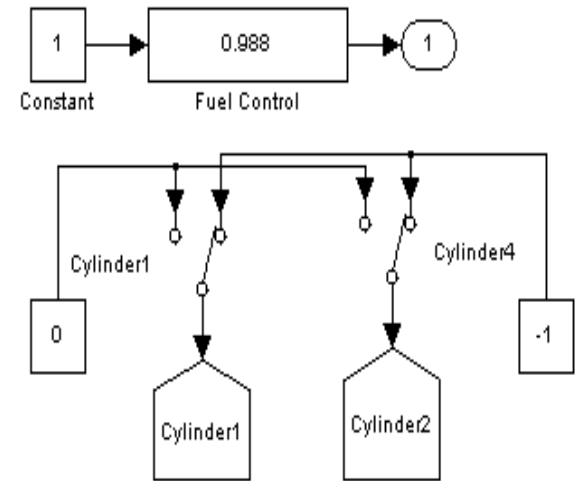 1
0.988
1
Constant
Fuel Control
Cylinder1
Cylinder4
0
-1
Cylinder1
Cylinder2